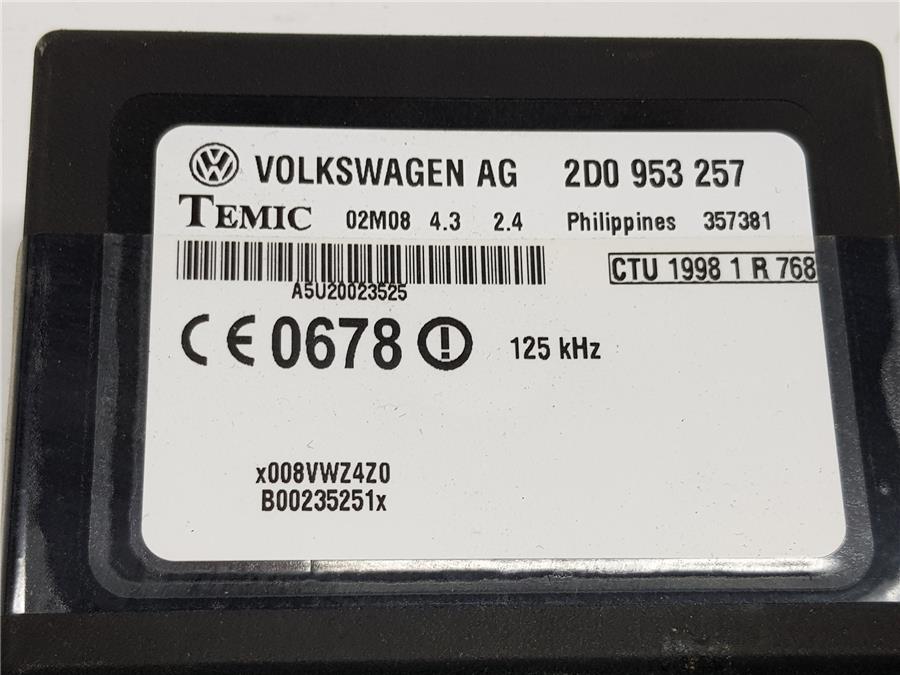 VOLKSWAGEN AG 2D0 953 257
TEMIC 02M08 4.3 2.4 Philippines 357381
CTU 1998 1 R 768
A5U20023525
CE 0678 125 kHz
x008VWZ4Z0
B00235251x